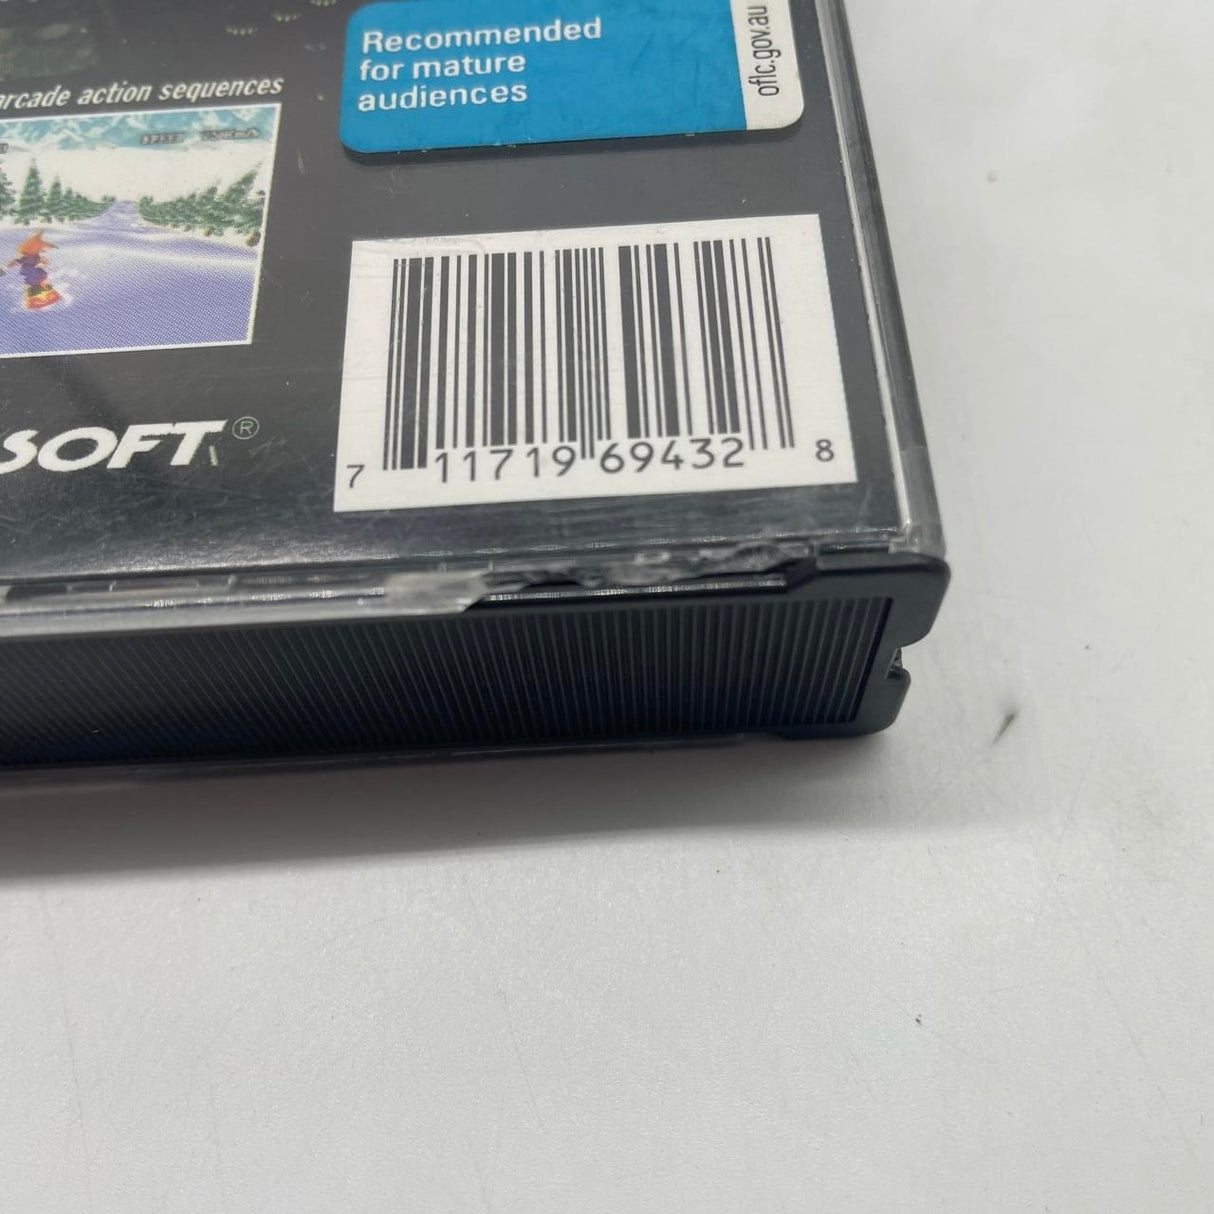 Recommended
for mature
audiences
oflc.gov.au
arcade action sequences
SOFT®
7 11719 69432 8